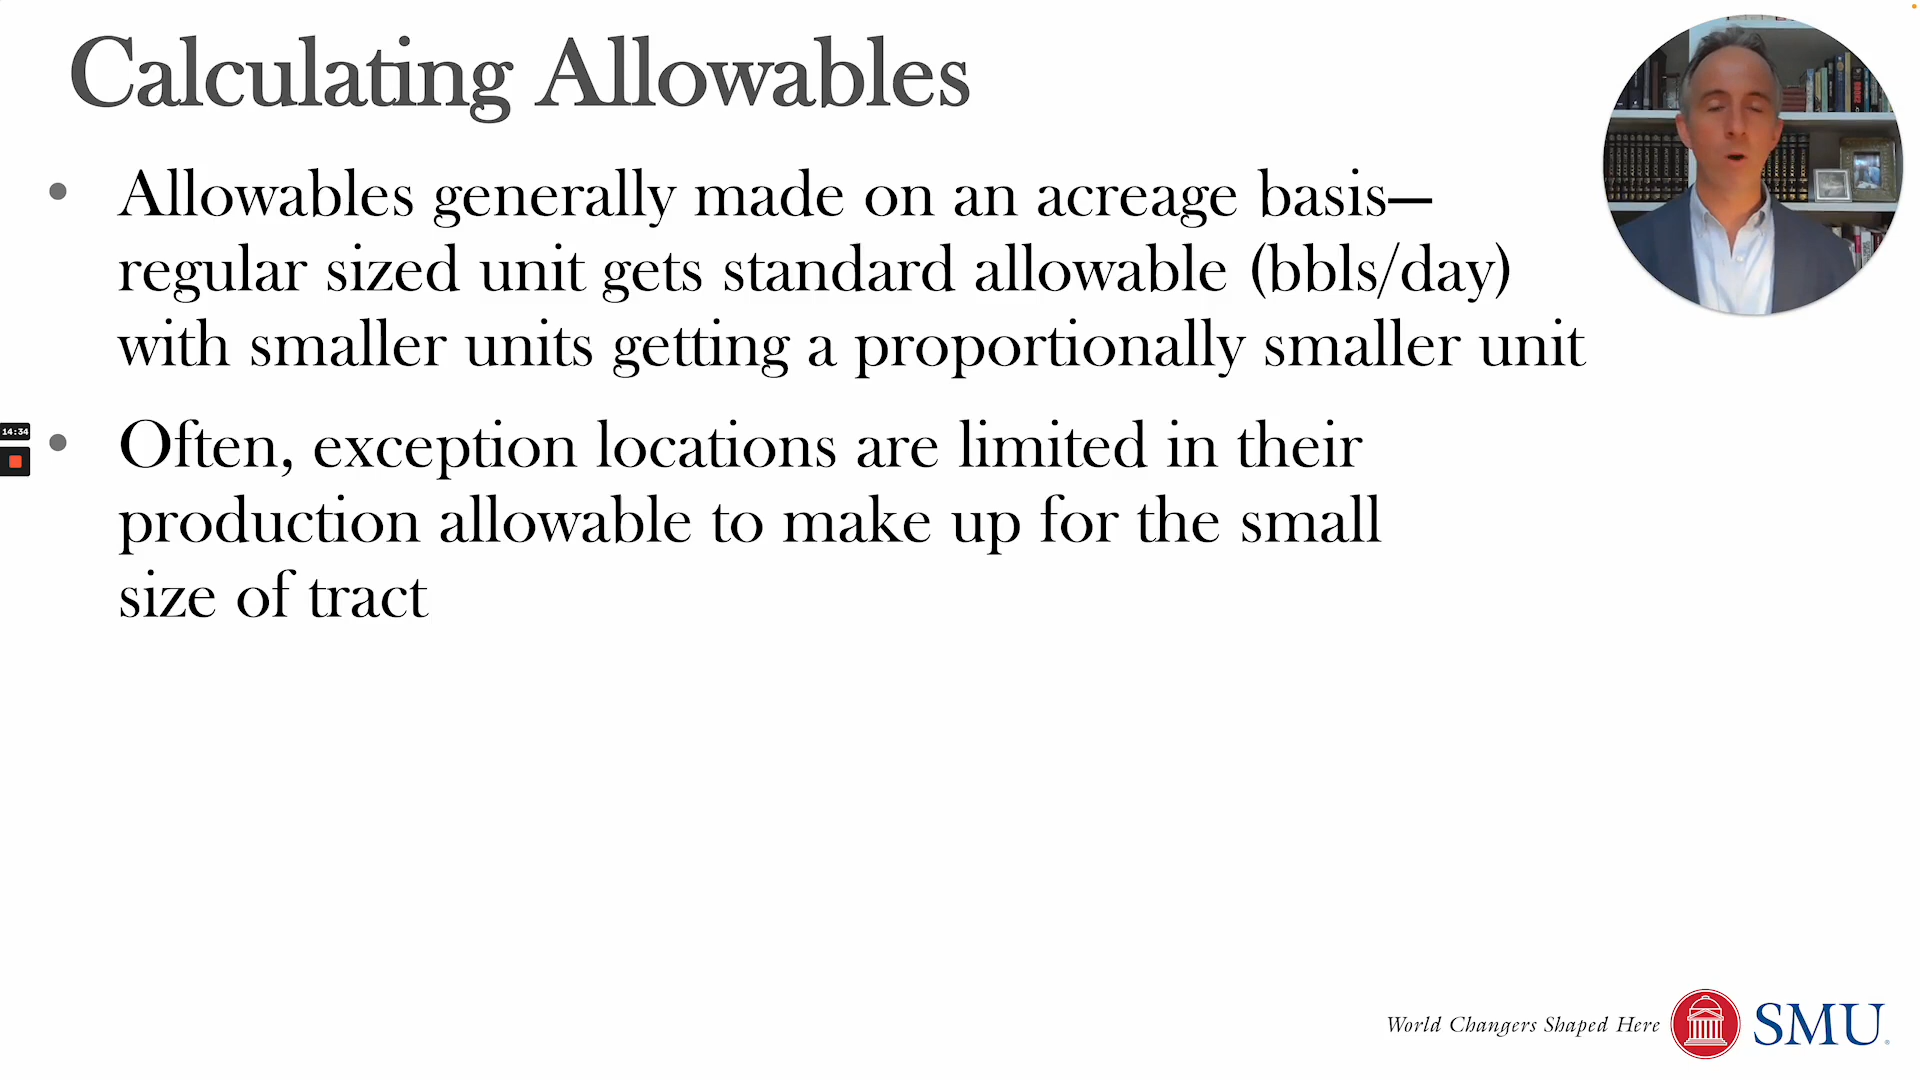 Calculating Allowables
• Allowables generally made on an acreage basis—
regular sized unit gets standard allowable (bbls/day)
with smaller units getting a proportionally smaller unit
14:34
• Often, exception locations are limited in their
production allowable to make up for the small
size of tract
World Changers Shaped Here
SMU